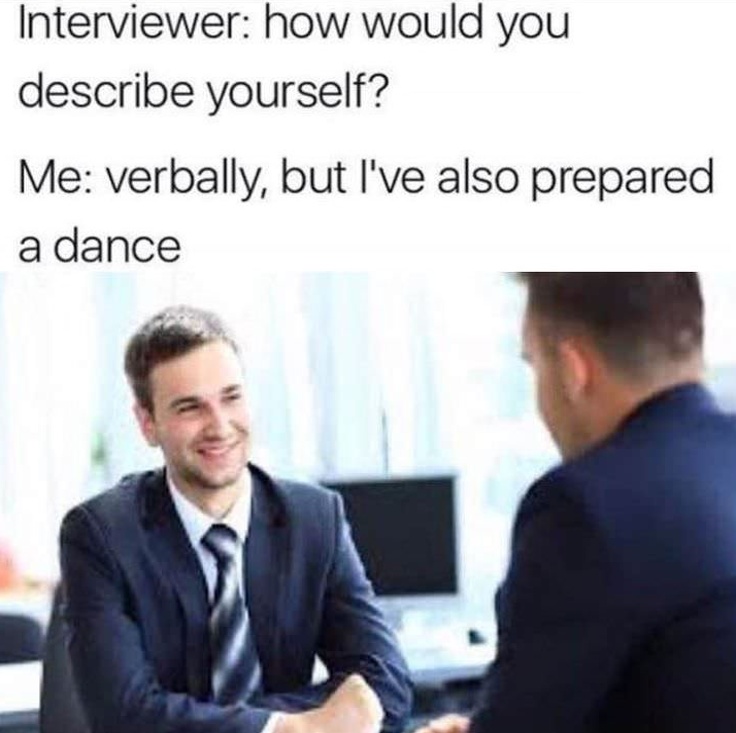 Interviewer: how would you
describe yourself?
Me: verbally, but I've also prepared
a dance